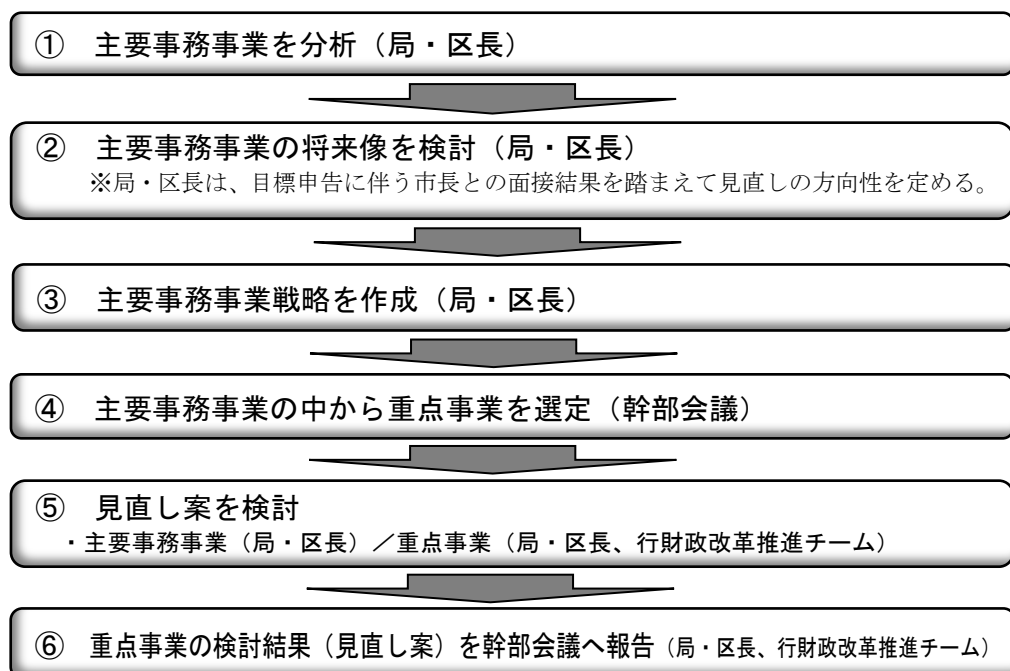 ① 主要事務事業を分析（局・区長）
② 主要事務事業の将来像を検討（局・区長）
※局・区長は、目標申告に伴う市長との面接結果を踏まえて見直しの方向性を定める。
③ 主要事務事業戦略を作成（局・区長）
④ 主要事務事業の中から重点事業を選定（幹部会議）
⑤ 見直し案を検討
・主要事務事業（局・区長）／重点事業（局・区長、行財政改革推進チーム）
⑥ 重点事業の検討結果（見直し案）を幹部会議へ報告（局・区長、行財政改革推進チーム）